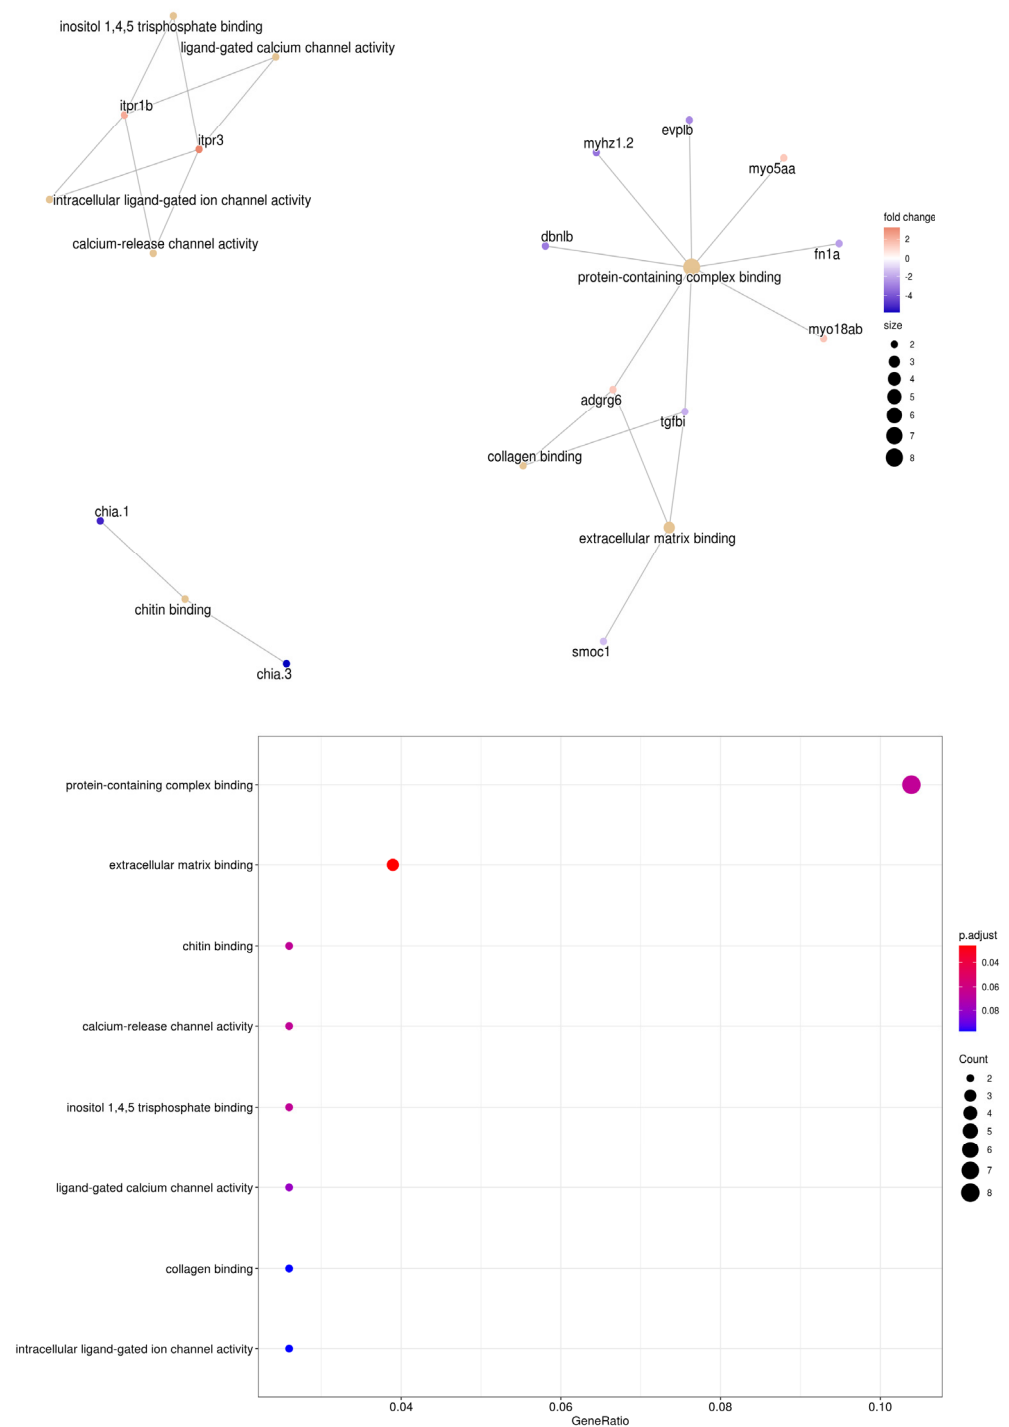 inositol 1,4,5 trisphosphate binding
ligand-gated calcium channel activity
itpr1b
itpr3
intracellular ligand-gated ion channel activity
calcium-release channel activity
evplb
myhz1.2
myo5aa
dbnlb
fn1a
protein-containing complex binding
myo18ab
adgrg6
tgfbi
collagen binding
extracellular matrix binding
smoc1
chia.1
chitin binding
chia.3
fold change
2
0
-2
-4
size
2
3
4
5
6
7
8
protein-containing complex binding
extracellular matrix binding
chitin binding
calcium-release channel activity
inositol 1,4,5 trisphosphate binding
ligand-gated calcium channel activity
collagen binding
intracellular ligand-gated ion channel activity
0.04 0.06 0.08 0.10
GeneRatio
p.adjust
0.04
0.06
0.08
Count
2
3
4
5
6
7
8